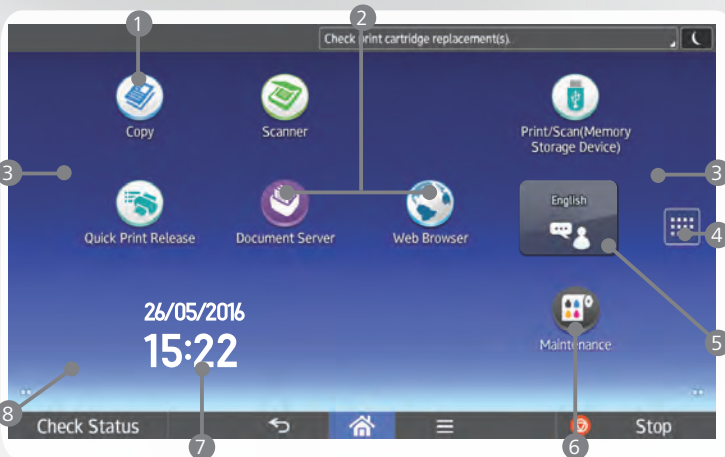 1
2
Check print cartridge replacement(s).
Copy
Scanner
Print/Scan(Memory
Storage Device)
3
3
Quick Print Release
Document Server
Web Browser
English
4
26/05/2016
15:22
Maintenance
5
8
Check Status
Stop
7
6